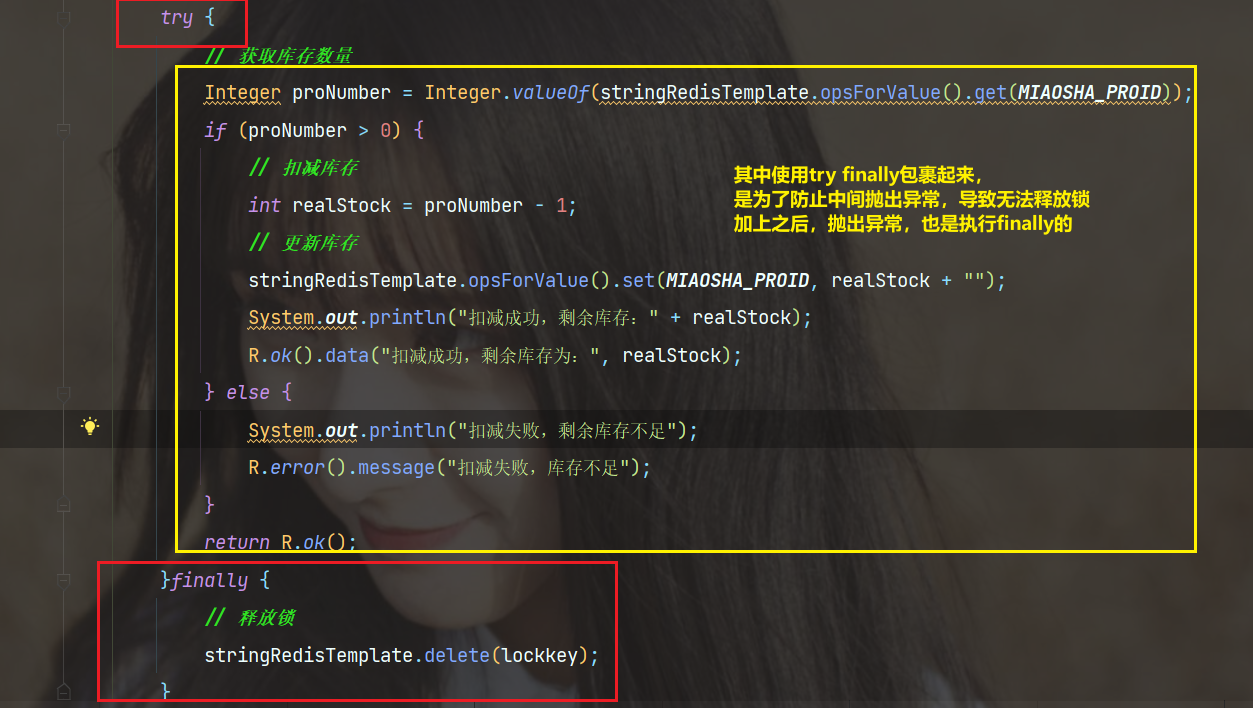 try {
// 获取库存数量
Integer proNumber = Integer.valueOf(stringRedisTemplate.opsForValue().get(MIAOSHA_PROID));
if (proNumber > 0) {
// 扣减库存
int realStock = proNumber - 1;
// 更新库存
stringRedisTemplate.opsForValue().set(MIAOSHA_PROID, realStock + "");
System.out.println("扣减成功，剩余库存：" + realStock);
R.ok().data("扣减成功，剩余库存为：", realStock);
} else {
System.out.println("扣减失败，剩余库存不足");
R.error().message("扣减失败，库存不足");
}
return R.ok();
}finally {
// 释放锁
stringRedisTemplate.delete(lockkey);
}
其中使用try finally包裹起来，
是为了防止中间抛出异常，导致无法释放锁
加上之后，抛出异常，也是执行finally的